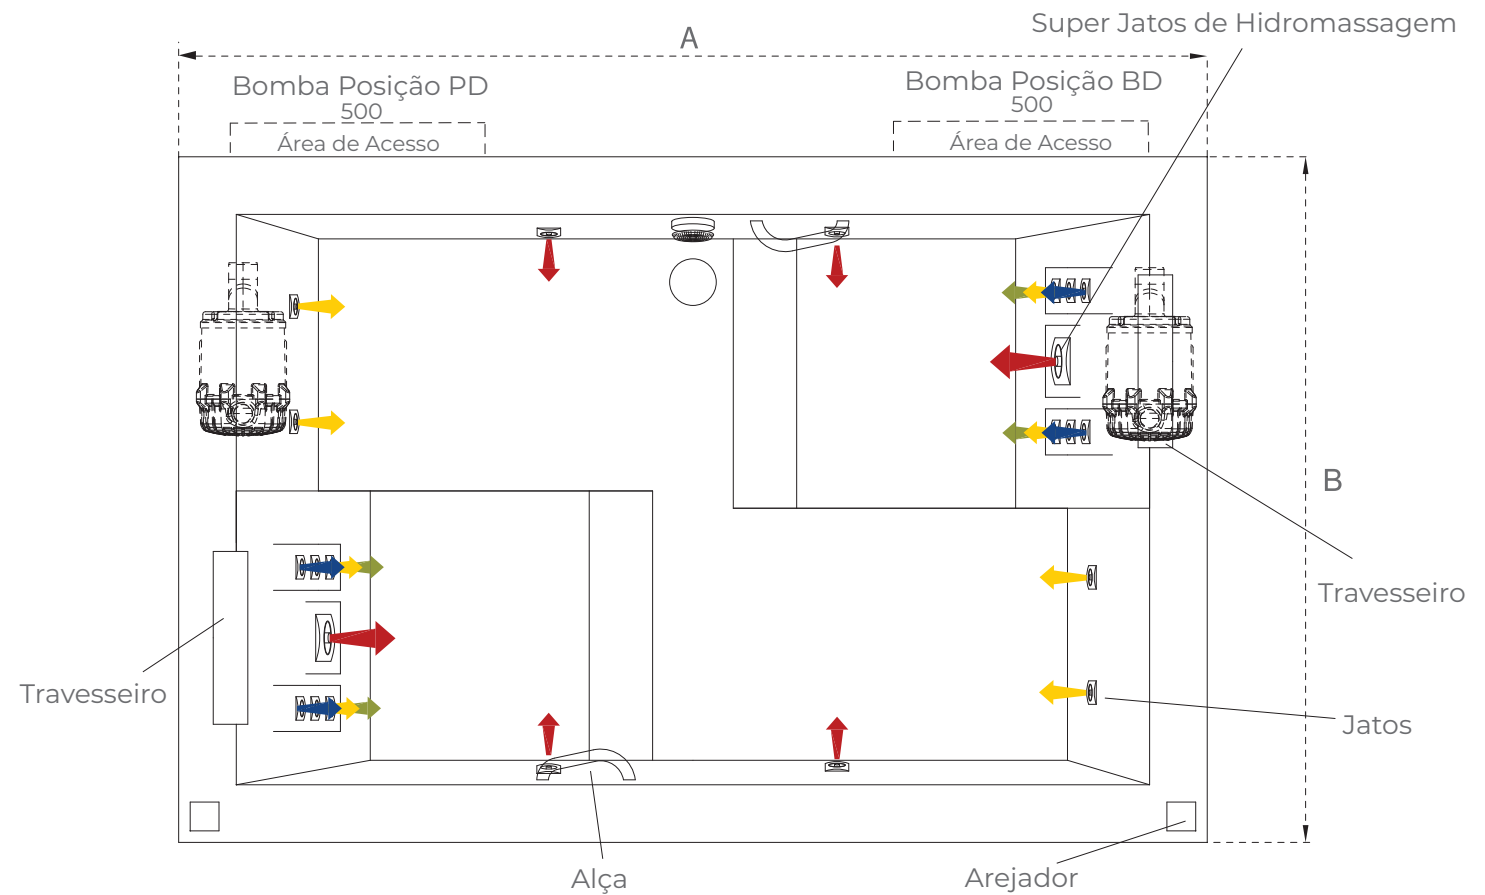 Super Jatos de Hidromassagem
A
Bomba Posição PD
500
Área de Acesso
Bomba Posição BD
500
Área de Acesso
B
Travesseiro
Travesseiro
Jatos
Alça
Arejador